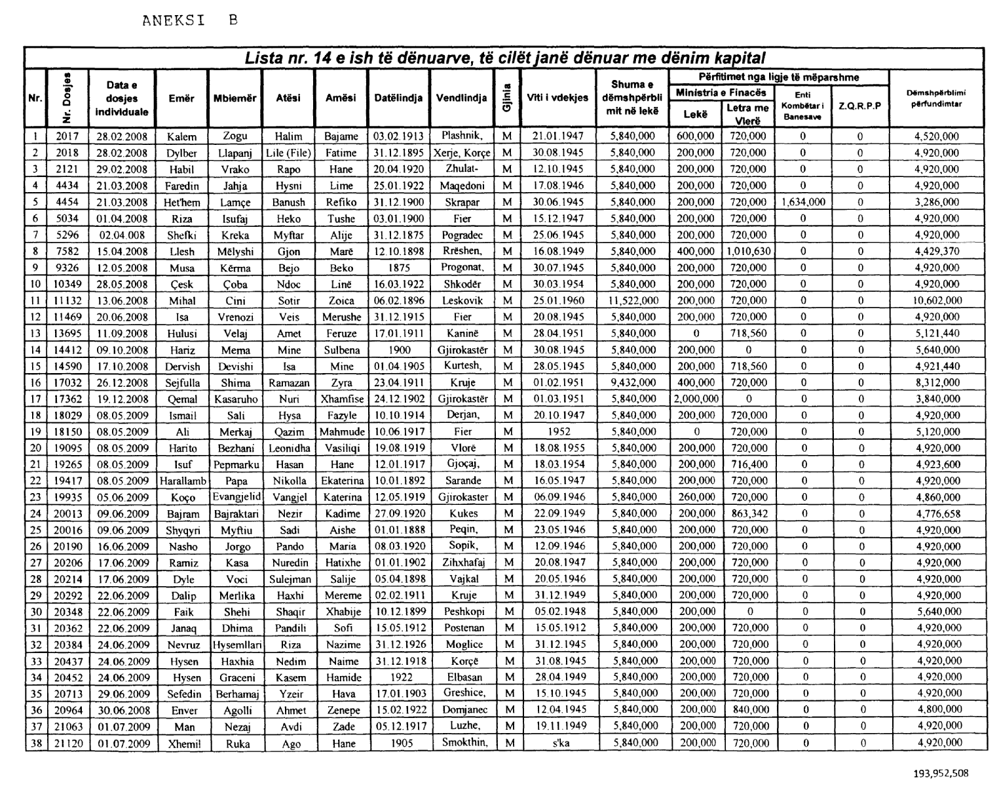 ANEKSI B
Lista nr. 14 e ish të dënuarve, të cilët janë dënuar me dënim kapital
Nr. Nr. Dosjes Data e dosjes individuale Emër Mbiemër Atësi Amësi Datëlindja Vendlindja Gjinia Viti i vdekjes Shuma e dëmshpërbli mit në lekë Përfitimet nga ligje të mëparshme Dëmshpërblimi përfundimtar
Ministria e Finacës Enti Kombëtar i Banesave Z.Q.R.P.P
Lekë Letra me Vlerë
1 2017 28.02.2008 Kalem Zogu Halim Bajame 03.02.1913 Plashnik, M 21.01.1947 5,840,000 600,000 720,000 0 0 4,520,000
2 2018 28.02.2008 Dylber Llapanj Lile (File) Fatime 31.12.1895 Xerje, Korçe M 30.08.1945 5,840,000 200,000 720,000 0 0 4,920,000
3 2121 29.02.2008 Habil Vrako Rapo Hane 20.04.1920 Zhulat- M 12.10.1945 5,840,000 200,000 720,000 0 0 4,920,000
4 4434 21.03.2008 Faredin Jahja Hysni Lime 25.01.1922 Maqedoni M 17.08.1946 5,840,000 200,000 720,000 0 0 4,920,000
5 4454 21.03.2008 Het'hem Lamçe Banush Refiko 31.12.1900 Skrapar M 30.06.1945 5,840,000 200,000 720,000 1,634,000 0 3,286,000
6 5034 01.04.2008 Riza Isufaj Heko Tushe 03.01.1900 Fier M 15.12.1947 5,840,000 200,000 720,000 0 0 4,920,000
7 5296 02.04.008 Shefki Kreka Myftar Alije 31.12.1875 Pogradec M 25.06.1945 5,840,000 200,000 720,000 0 0 4,920,000
8 7582 15.04.2008 Llesh Mëlyshi Gjon Marë 12.10.1898 Rrëshen, M 16.08.1949 5,840,000 400,000 1,010,630 0 0 4,429,370
9 9326 12.05.2008 Musa Kërma Bejo Beko 1875 Progonat, M 30.07.1945 5,840,000 200,000 720,000 0 0 4,920,000
10 10349 28.05.2008 Çesk Çoba Ndoc Linë 16.03.1922 Shkodër M 30.03.1954 5,840,000 200,000 720,000 0 0 4,920,000
11 11132 13.06.2008 Mihal Cini Sotir Zoica 06.02.1896 Leskovik M 25.01.1960 11,522,000 200,000 720,000 0 0 10,602,000
12 11469 20.06.2008 Isa Vrenozi Veis Merushe 31.12.1915 Fier M 20.08.1945 5,840,000 200,000 720,000 0 0 4,920,000
13 13695 11.09.2008 Hulusi Velaj Amet Feruze 17.01.1911 Kaninë M 28.04.1951 5,840,000 0 718,560 0 0 5,121,440
14 14412 09.10.2008 Hariz Mema Mine Sulbena 1900 Gjirokastër M 30.08.1945 5,840,000 200,000 0 0 0 5,640,000
15 14590 17.10.2008 Dervish Devishi Isa Mine 01.04.1905 Kurtesh, M 28.05.1945 5,840,000 200,000 718,560 0 0 4,921,440
16 17032 26.12.2008 Sejfulla Shima Ramazan Zyra 23.04.1911 Kruje M 01.02.1951 9,432,000 400,000 720,000 0 0 8,312,000
17 17362 19.12.2008 Qemal Kasaruho Nuri Xhamfise 24.12.1902 Gjirokastër M 01.03.1951 5,840,000 2,000,000 0 0 0 3,840,000
18 18029 08.05.2009 Ismail Sali Hysa Fazyle 10.10.1914 Derjan, M 20.10.1947 5,840,000 200,000 720,000 0 0 4,920,000
19 18150 08.05.2009 Ali Merkaj Qazim Mahmude 10.06.1917 Fier M 1952 5,840,000 0 720,000 0 0 5,120,000
20 19095 08.05.2009 Harito Bezhani Leonidha Vasiliqi 19.08.1919 Vlorë M 18.08.1955 5,840,000 200,000 720,000 0 0 4,920,000
21 19265 08.05.2009 Isuf Pepmarku Hasan Hane 12.01.1917 Gjoçaj, M 18.03.1954 5,840,000 200,000 716,400 0 0 4,923,600
22 19417 08.05.2009 Harallamb Papa Nikolla Ekaterina 10.01.1892 Sarande M 16.05.1947 5,840,000 200,000 720,000 0 0 4,920,000
23 19935 05.06.2009 Koço Evangjelid Vangjel Katerina 12.05.1919 Gjirokaster M 06.09.1946 5,840,000 260,000 720,000 0 0 4,860,000
24 20013 09.06.2009 Bajram Bajraktari Nezir Kadime 27.09.1920 Kukes M 22.09.1949 5,840,000 200,000 863,342 0 0 4,776,658
25 20016 09.06.2009 Shyqyri Myftiu Sadi Aishe 01.01.1888 Peqin, M 23.05.1946 5,840,000 200,000 720,000 0 0 4,920,000
26 20190 16.06.2009 Nasho Jorgo Pando Maria 08.03.1920 Sopik, M 12.09.1946 5,840,000 200,000 720,000 0 0 4,920,000
27 20206 17.06.2009 Ramiz Kasa Nuredin Hatixhe 01.01.1902 Zihxhafaj M 20.08.1947 5,840,000 200,000 720,000 0 0 4,920,000
28 20214 17.06.2009 Dyle Voci Sulejman Salije 05.04.1898 Vajkal M 20.05.1946 5,840,000 200,000 720,000 0 0 4,920,000
29 20292 22.06.2009 Dalip Merlika Haxhi Mereme 02.02.1911 Kruje M 31.12.1949 5,840,000 200,000 720,000 0 0 4,920,000
30 20348 22.06.2009 Faik Shehi Shaqir Xhabije 10.12.1899 Peshkopi M 05.02.1948 5,840,000 200,000 0 0 0 5,640,000
31 20362 22.06.2009 Janaq Dhima Pandili Sofi 15.05.1912 Postenan M 15.05.1912 5,840,000 200,000 720,000 0 0 4,920,000
32 20384 24.06.2009 Nevruz Hysemllari Riza Nazime 31.12.1926 Moglice M 31.12.1945 5,840,000 200,000 720,000 0 0 4,920,000
33 20437 24.06.2009 Hysen Haxhia Nedim Naime 31.12.1918 Korçë M 31.08.1945 5,840,000 200,000 720,000 0 0 4,920,000
34 20452 24.06.2009 Hysen Graceni Kasem Hamide 1922 Elbasan M 28.04.1949 5,840,000 200,000 720,000 0 0 4,920,000
35 20713 29.06.2009 Sefedin Berhamaj Yzeir Hava 17.01.1903 Greshice, M 15.10.1945 5,840,000 200,000 720,000 0 0 4,920,000
36 20964 30.06.2008 Enver Agolli Ahmet Zenepe 15.02.1922 Domjanec M 12.04.1945 5,840,000 200,000 840,000 0 0 4,800,000
37 21063 01.07.2009 Man Nezaj Avdi Zade 05.12.1917 Luzhe, M 19.11.1949 5,840,000 200,000 720,000 0 0 4,920,000
38 21120 01.07.2009 Xhemil Ruka Ago Hane 1905 Smokthin, M s'ka 5,840,000 200,000 720,000 0 0 4,920,000
193,952,508